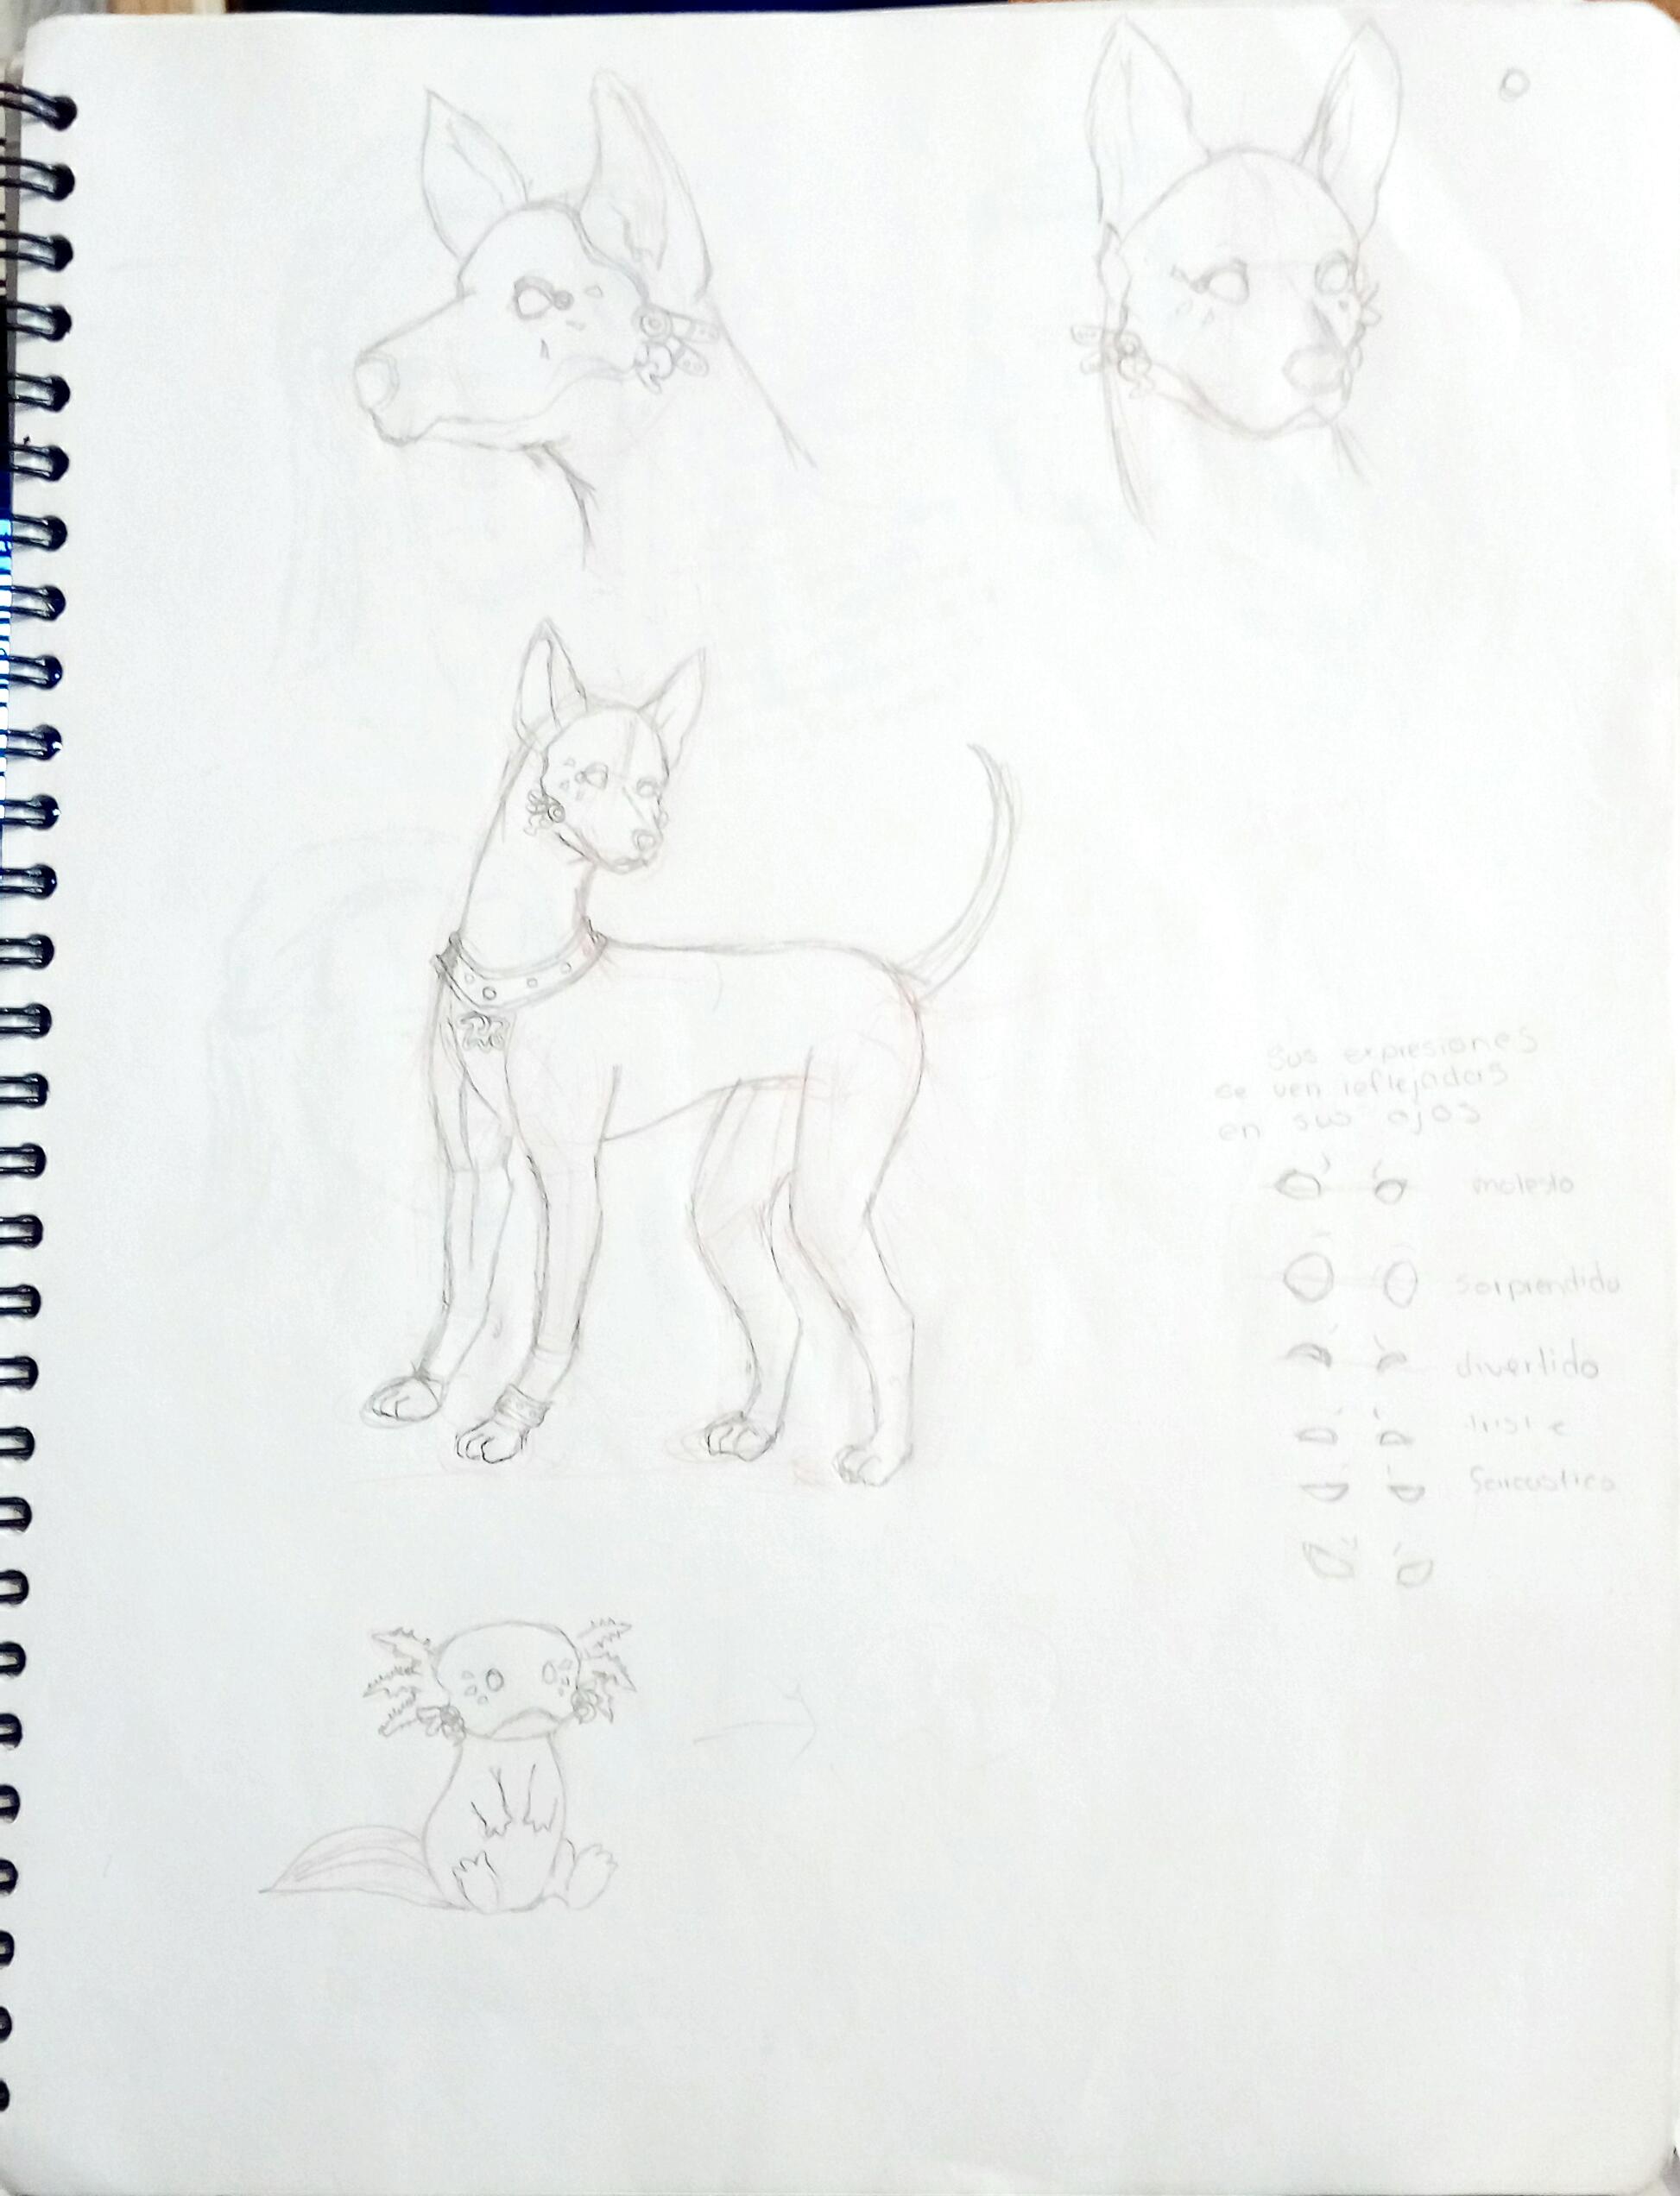 Sus expresiones
se ven reflejadas
en sus ojos
molesto
sorprendido
divertido
triste
Sarcastico